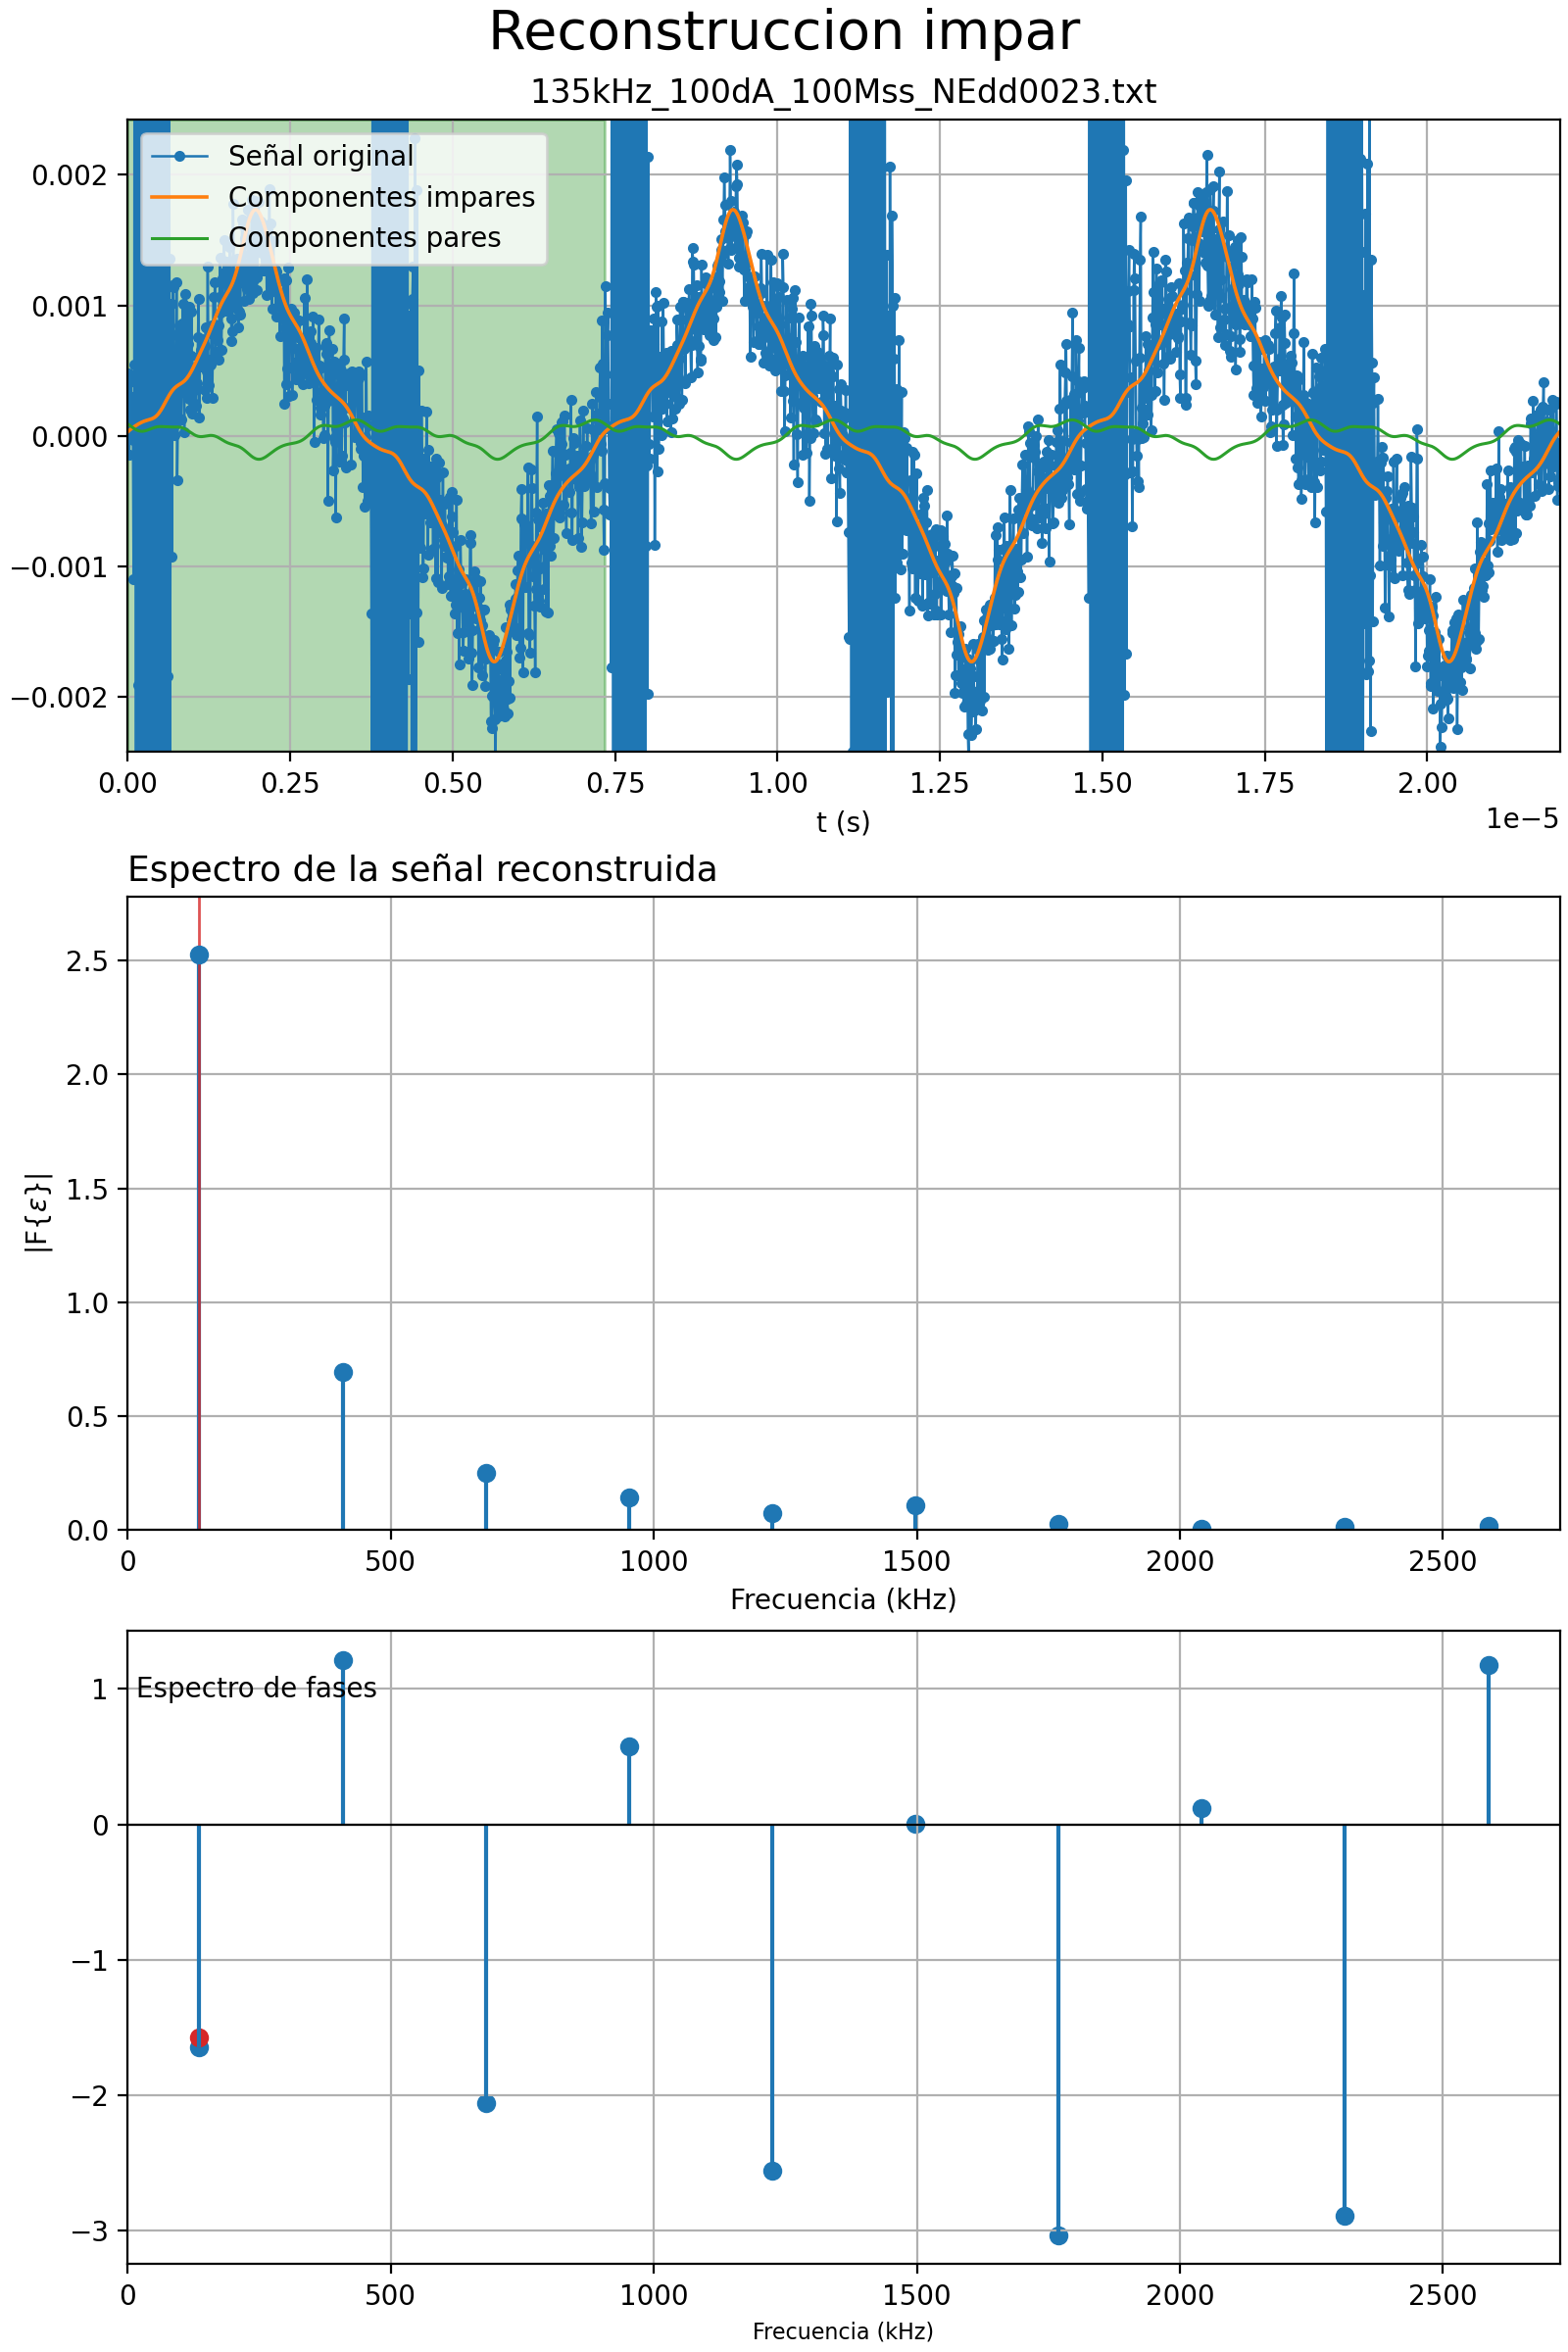 Reconstruccion impar
135kHz_100dA_100Mss_NEdd0023.txt
Señal original
Componentes impares
Componentes pares
0.002
0.001
0.000
−0.001
−0.002
0.00 0.25 0.50 0.75 1.00 1.25 1.50 1.75 2.00
1e−5
t (s)
Espectro de la señal reconstruida
2.5
2.0
1.5
1.0
0.5
0.0
|F{ε}|
0 500 1000 1500 2000 2500
Frecuencia (kHz)
Espectro de fases
1
0
−1
−2
−3
0 500 1000 1500 2000 2500
Frecuencia (kHz)